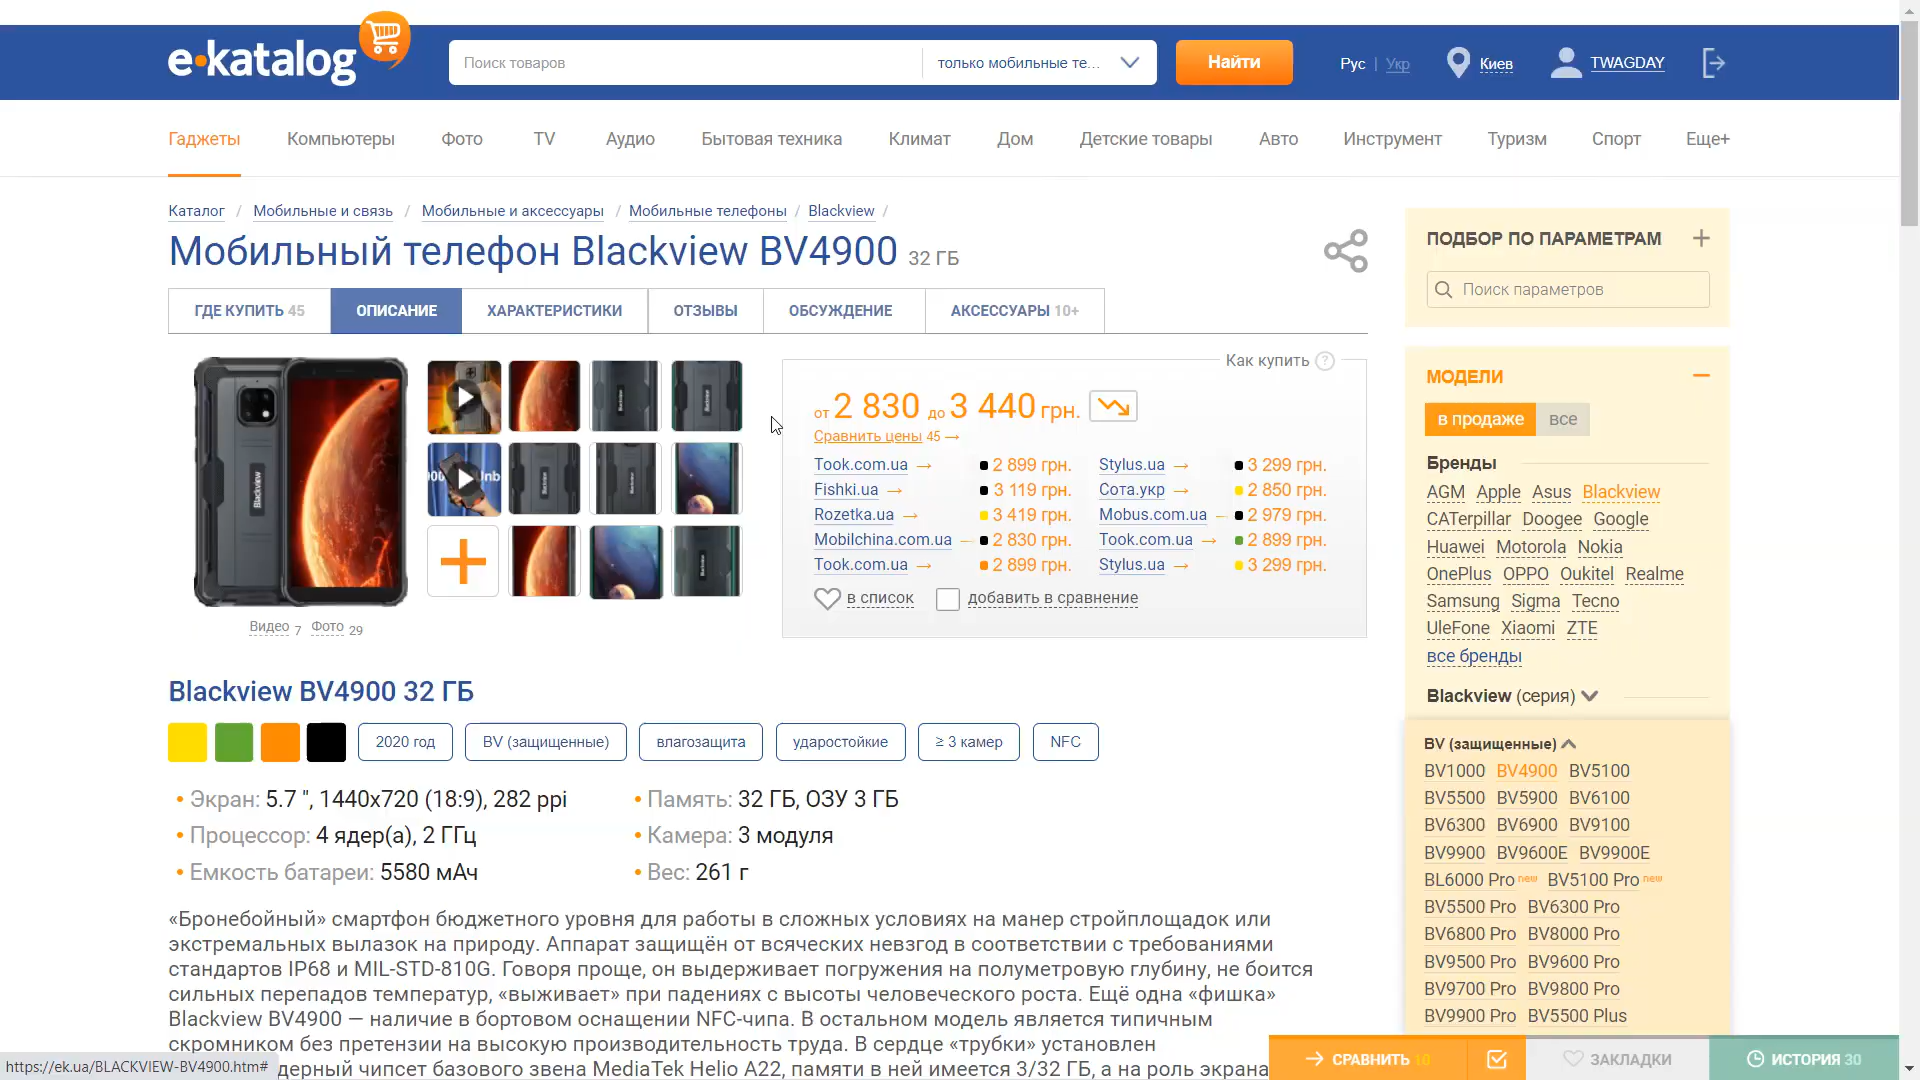 e·katalog
Поиск товаров
только мобильные те...
Найти
Рус | Укр
Киев
TWAGDAY
Гаджеты Компьютеры Фото TV Аудио Бытовая техника Климат Дом Детские товары Авто Инструмент Туризм Спорт Еще+
Каталог / Мобильные и связь / Мобильные и аксессуары / Мобильные телефоны / Blackview /
Мобильный телефон Blackview BV4900 32 ГБ
ГДЕ КУПИТЬ 45 ОПИСАНИЕ ХАРАКТЕРИСТИКИ ОТЗЫВЫ ОБСУЖДЕНИЕ АКСЕССУАРЫ 10+
Видео 7 Фото 29
Как купить ?
от 2 830 до 3 440 грн.
Сравнить цены 45 →
Took.com.ua → 2 899 грн. Stylus.ua → 3 299 грн.
Fishki.ua → 3 119 грн. Сота.укр → 2 850 грн.
Rozetka.ua → 3 419 грн. Mobus.com.ua → 2 979 грн.
Mobilchina.com.ua → 2 830 грн. Took.com.ua → 2 899 грн.
Took.com.ua → 2 899 грн. Stylus.ua → 3 299 грн.
в список добавить в сравнение
Blackview BV4900 32 ГБ
2020 год BV (защищенные) влагозащита ударостойкие ≥ 3 камер NFC
• Экран: 5.7 ", 1440x720 (18:9), 282 ppi • Память: 32 ГБ, ОЗУ 3 ГБ
• Процессор: 4 ядер(а), 2 ГГц • Камера: 3 модуля
• Емкость батареи: 5580 мАч • Вес: 261 г
«Бронебойный» смартфон бюджетного уровня для работы в сложных условиях на манер стройплощадок или
экстремальных вылазок на природу. Аппарат защищён от всяческих невзгод в соответствии с требованиями
стандартов IP68 и MIL-STD-810G. Говоря проще, он выдерживает погружения на полуметровую глубину, не боится
сильных перепадов температур, «выживает» при падениях с высоты человеческого роста. Ещё одна «фишка»
Blackview BV4900 — наличие в бортовом оснащении NFC-чипа. В остальном модель является типичным
скромником без претензии на высокую производительность труда. В сердце «трубки» установлен
дерный чипсет базового звена MediaTek Helio A22, памяти в ней имеется 3/32 ГБ, а на роль экрана
https://ek.ua/BLACKVIEW-BV4900.htm#
ПОДБОР ПО ПАРАМЕТРАМ +
Поиск параметров
МОДЕЛИ
в продаже все
Бренды
AGM Apple Asus Blackview
CATerpillar Doogee Google
Huawei Motorola Nokia
OnePlus OPPO Oukitel Realme
Samsung Sigma Tecno
UleFone Xiaomi ZTE
все бренды
Blackview (серия)
BV (защищенные)
BV1000 BV4900 BV5100
BV5500 BV5900 BV6100
BV6300 BV6900 BV9100
BV9900 BV9600E BV9900E
BL6000 Pro new BV5100 Pro new
BV5500 Pro BV6300 Pro
BV6800 Pro BV8000 Pro
BV9500 Pro BV9600 Pro
BV9700 Pro BV9800 Pro
BV9900 Pro BV5500 Plus
→ СРАВНИТЬ 10
ЗАКЛАДКИ
ИСТОРИЯ 30